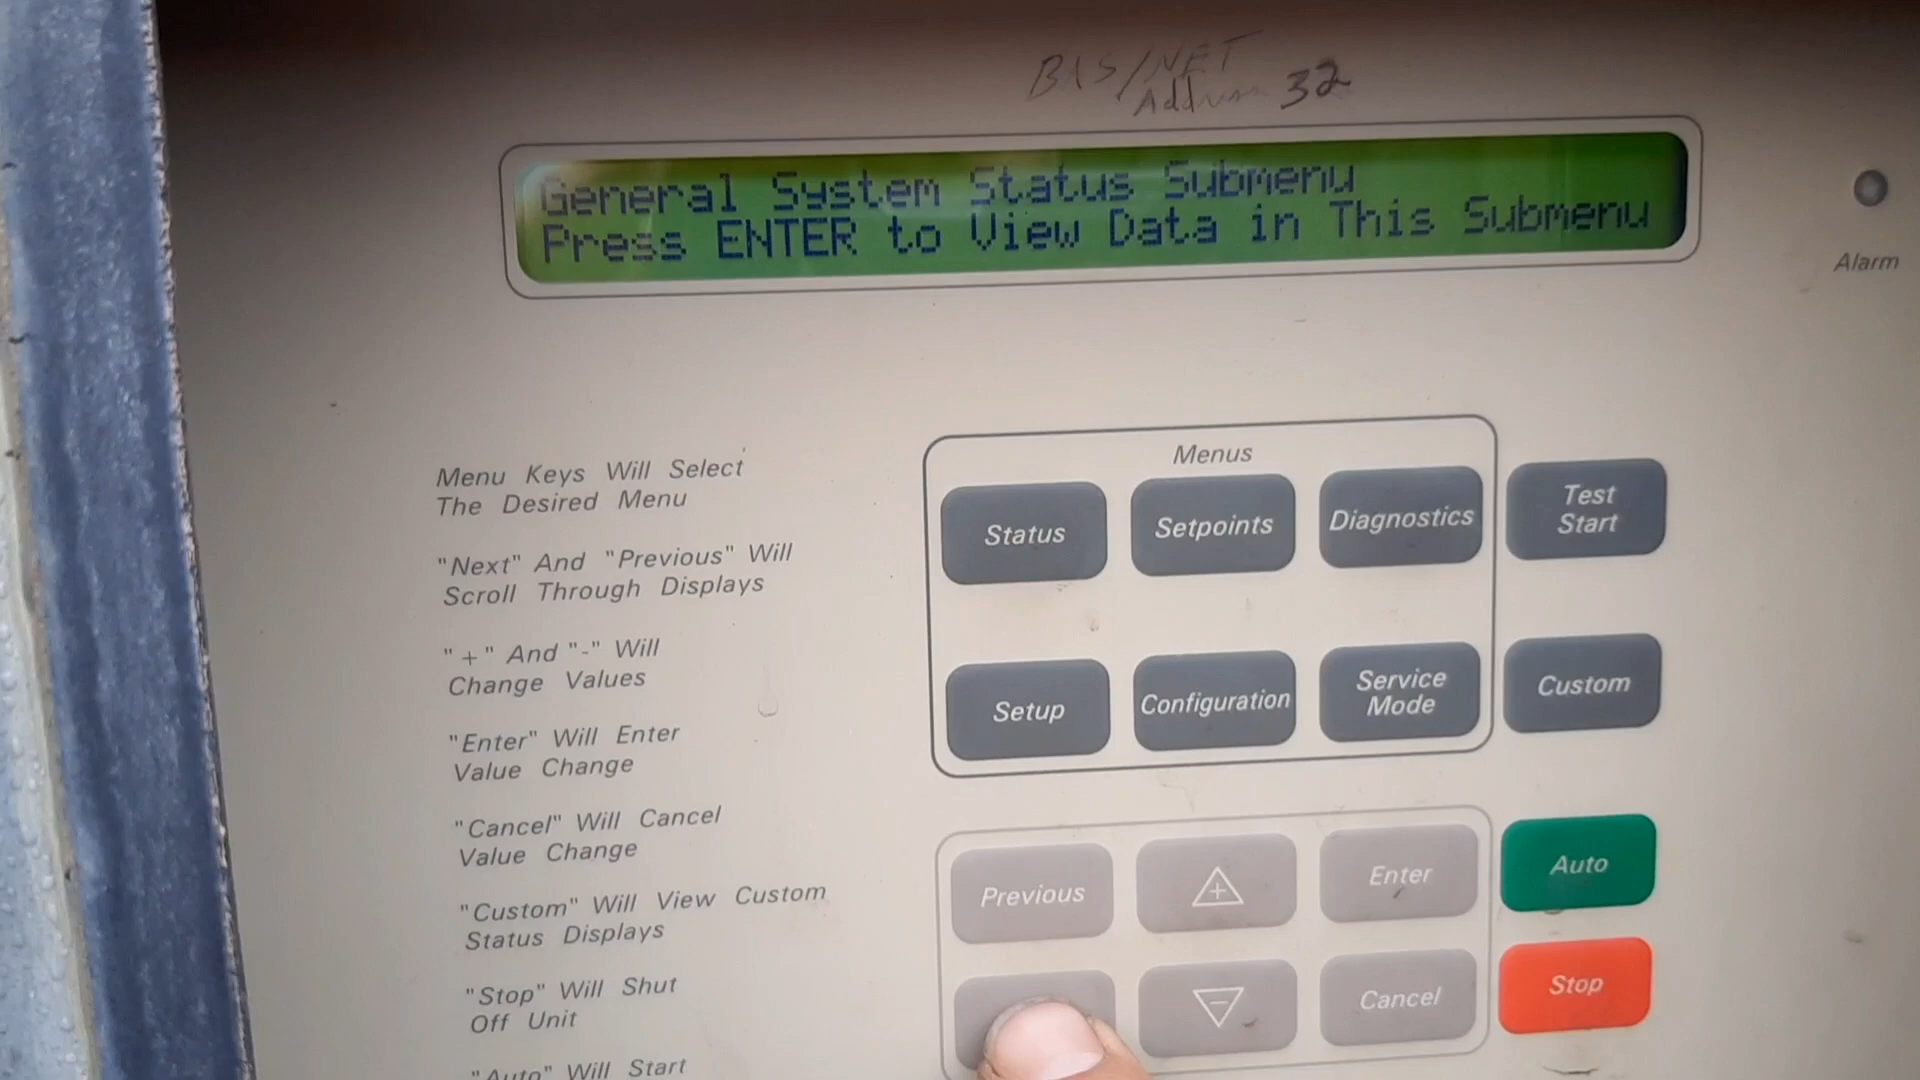 BAS/NET
Address 32
General System Status Submenu
Press ENTER to View Data in This Submenu
Alarm
Menu Keys Will Select
The Desired Menu
"Next" And "Previous" Will
Scroll Through Displays
"+" And "-" Will
Change Values
"Enter" Will Enter
Value Change
"Cancel" Will Cancel
Value Change
"Custom" Will View Custom
Status Displays
"Stop" Will Shut
Off Unit
"Auto" Will Start
Menus
Status
Setpoints
Diagnostics
Test
Start
Setup
Configuration
Service
Mode
Custom
Previous
+
Enter
Auto
-
Cancel
Stop